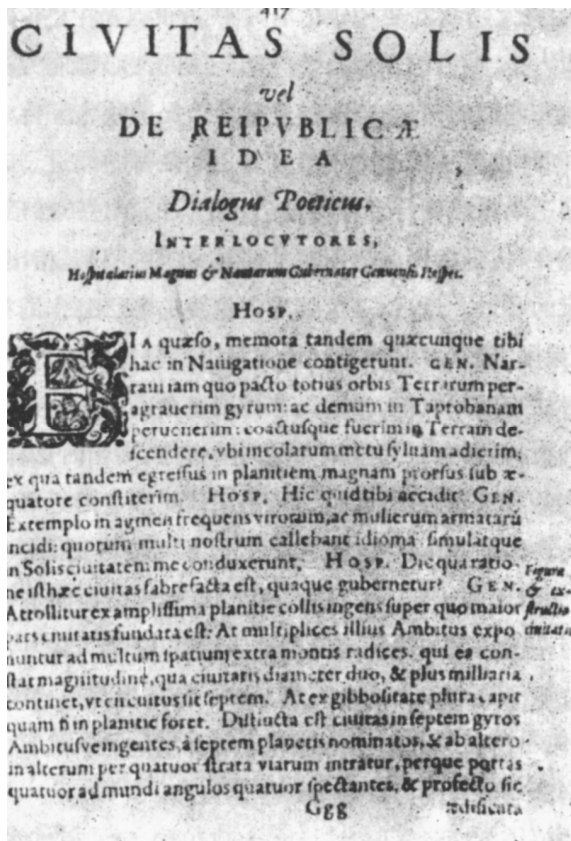 417
CIVITAS SOLIS
vel
DE REIPVBLICÆ
IDEA
Dialogus Poeticus.
INTERLOCVTORES,
Hospitalarius Magnus & Nautarum Gubernator Genuensis Hospes.
HOSP.
EIA quæso, memora tandem quæcunque tibi
hac in Nauigatione contigerunt. GEN. Nar-
raui iam quo pacto totius orbis Terrarum per-
agrauerim gyrum: ac demum in Taprobanam
peruenerim: coactusque fuerim in Terram de-
scendere, vbi incolarum metu syluam adierim,
ex qua tandem egressus in planitiem magnam prorsus sub æ-
quatore constiterim. HOSP. Hic quid tibi accidit GEN.
Extemplo in agmen frequens virorum, ac mulierum armatarũ
incidi: quorum multi nostrum callebant idioma simulatque
in Solis ciuitatem me conduxerunt. HOSP. Dic qua ratio-
ne isthæc ciuitas fabrefacta est, quaque gubernetur? GEN.
Attollitur ex amplissima planitie collis ingens super quo maior
pars ciuitatis fundata est: At multiplices illius Ambitus expo
nuntur ad multum spatium extra montis radices. qui ea con-
stat magnitudine, qua ciuitatis diameter duo, & plus milliaria
continet, vt circuitus sit septem. At ex gibbositate plura capit
quam si in planitie foret. Distincta est ciuitas in septem gyros
Ambitusve ingentes, à septem planetis nominatos, & ab altero
in alterum per quatuor strata viarum intratur, perque portas
quatuor ad mundi angulos quatuor spectantes, & profecto sic
Figura
& ex-
structio
ciuitatis
Ggg ædificata